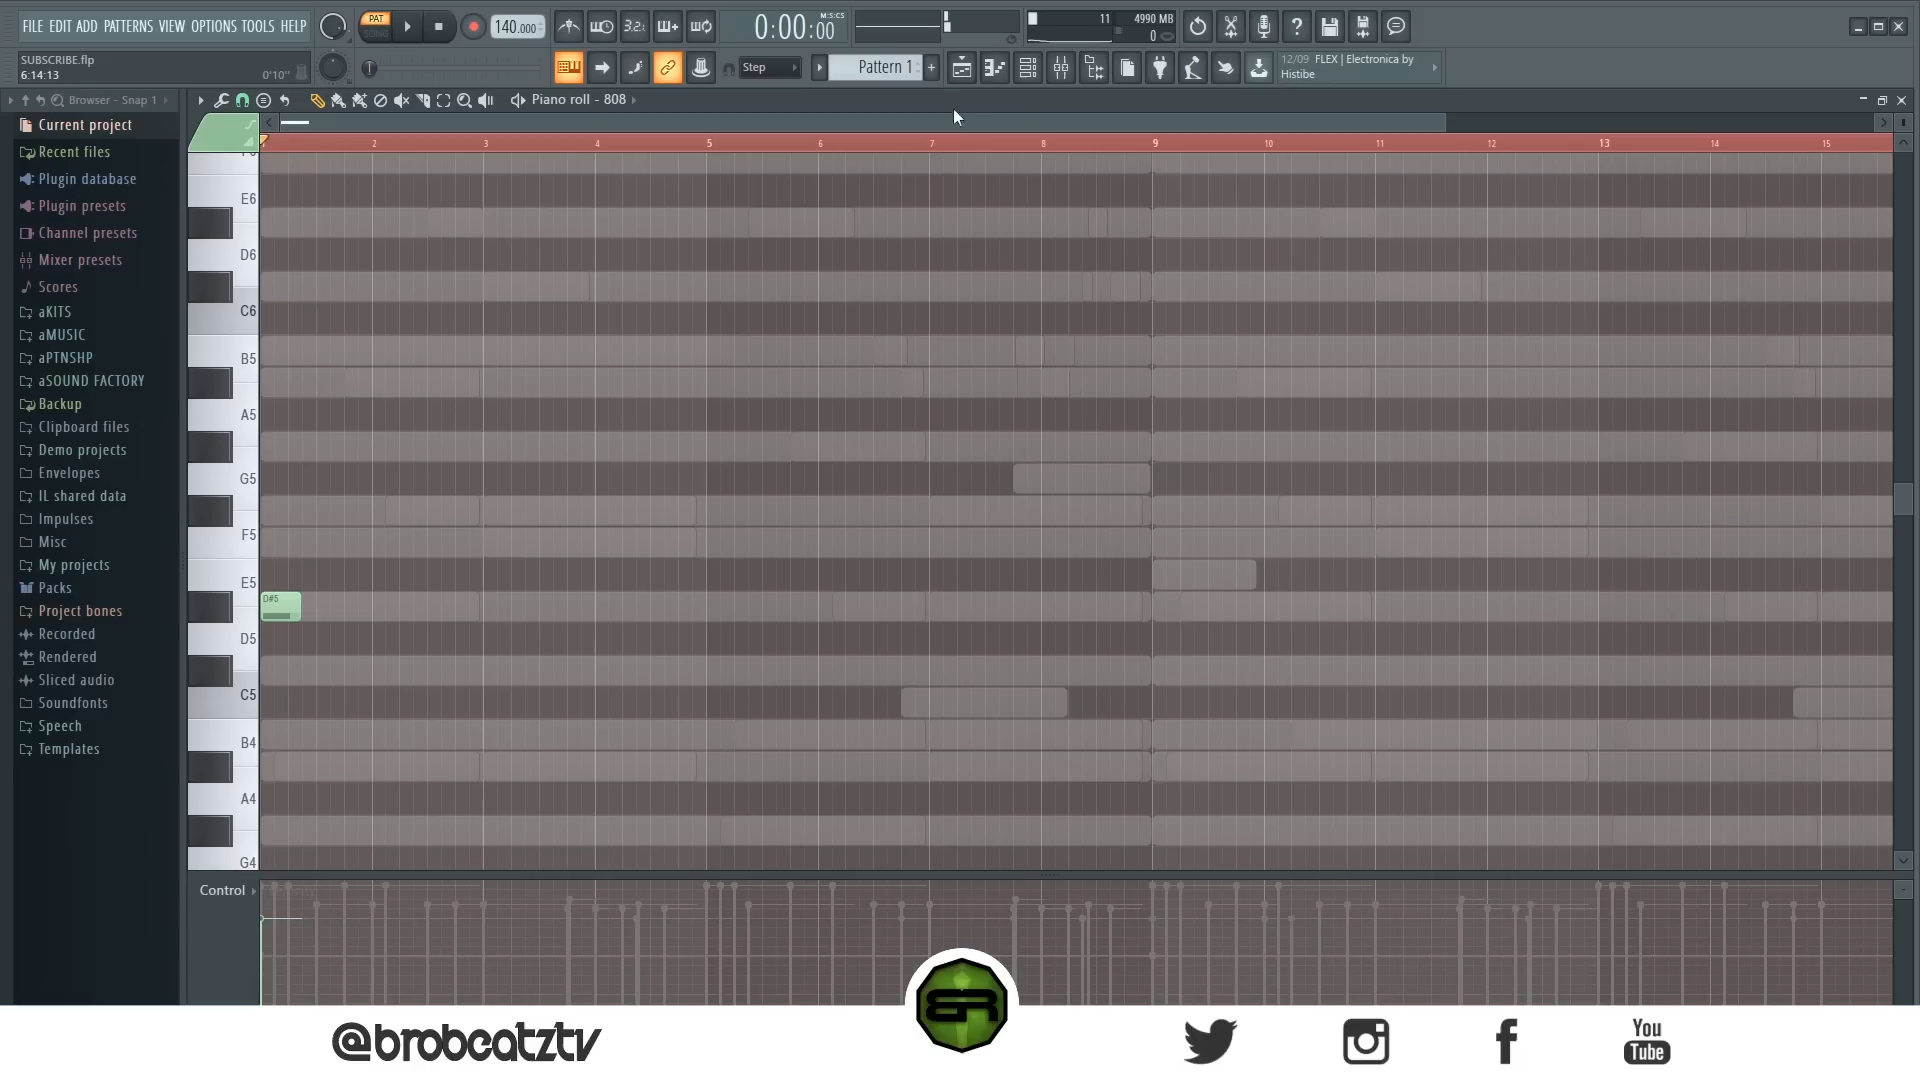 FILE EDIT ADD PATTERNS VIEW OPTIONS TOOLS HELP
PAT
SONG
140.000
3.2:
0:00:00
M:S:CS
11
4990 MB
0
SUBSCRIBE.flp
6:14:13
0'10"
Step
Pattern 1
+
12/09 FLEX | Electronica by
Histibe
Browser - Snap 1
Piano roll - 808
Current project
Recent files
Plugin database
Plugin presets
Channel presets
Mixer presets
Scores
aKITS
aMUSIC
aPTNSHP
aSOUND FACTORY
Backup
Clipboard files
Demo projects
Envelopes
IL shared data
Impulses
Misc
My projects
Packs
Project bones
Recorded
Rendered
Sliced audio
Soundfonts
Speech
Templates
2 3 4 5 6 7 8 9 10 11 12 13 14 15
E6
D6
C6
B5
A5
G5
F5
E5
D#5
D5
C5
B4
A4
G4
Control
@brobeatztv
BR
You
Tube